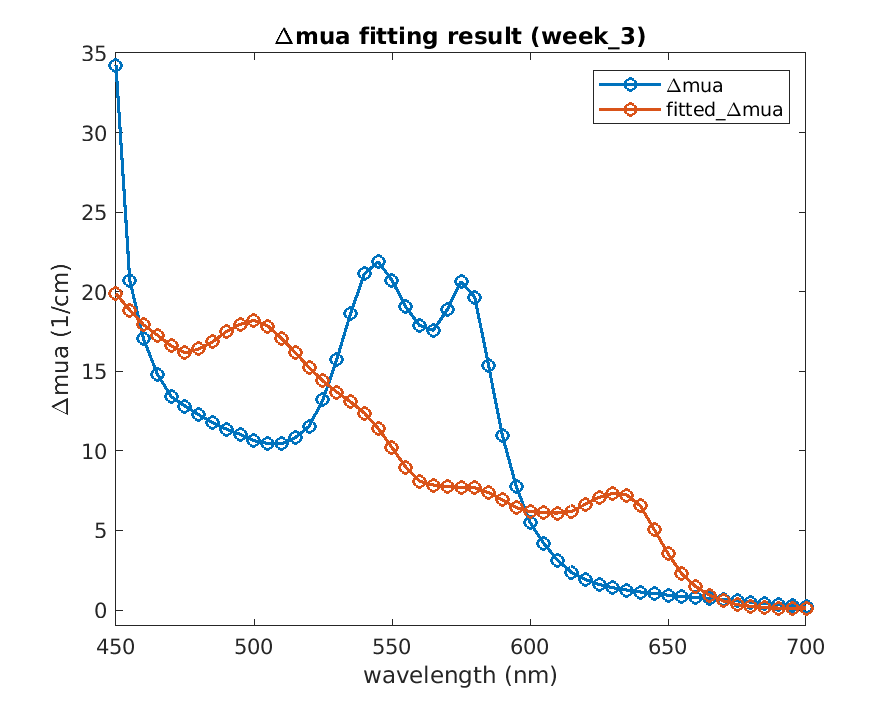 Δmua fitting result (week_3)
Δmua
fitted_Δmua
35
30
25
20
15
10
5
0
Δmua (1/cm)
450 500 550 600 650 700
wavelength (nm)